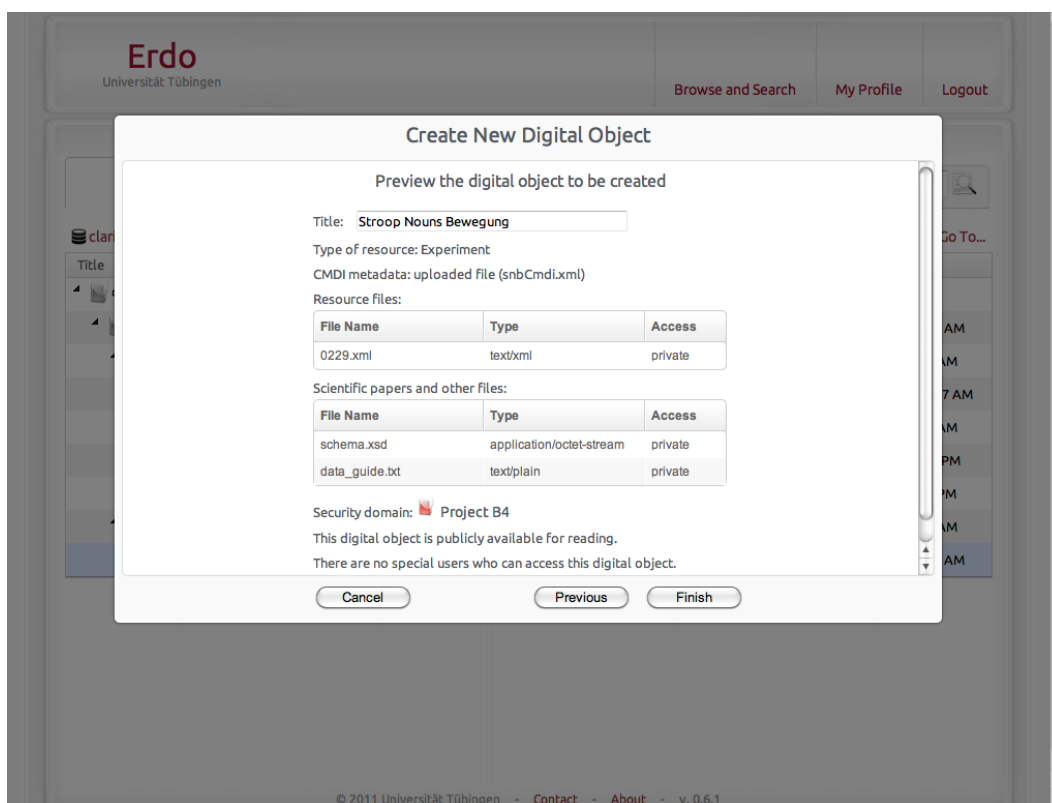 Erdo
Universität Tübingen
Browse and Search My Profile Logout
Create New Digital Object
Preview the digital object to be created
Title: Stroop Nouns Bewegung
Type of resource: Experiment
CMDI metadata: uploaded file (snbCmdi.xml)
Resource files:
File Name Type Access
0229.xml text/xml private
Scientific papers and other files:
File Name Type Access
schema.xsd application/octet-stream private
data_guide.txt text/plain private
Security domain: Project B4
This digital object is publicly available for reading.
There are no special users who can access this digital object.
Cancel Previous Finish
Go To...
Title
AM
AM
7 AM
AM
PM
PM
AM
AM
© 2011 Universität Tübingen - Contact - About - v. 0.6.1